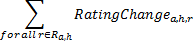 ∑ RatingChange_{a,h,r}
for all r∈R_{a,h}